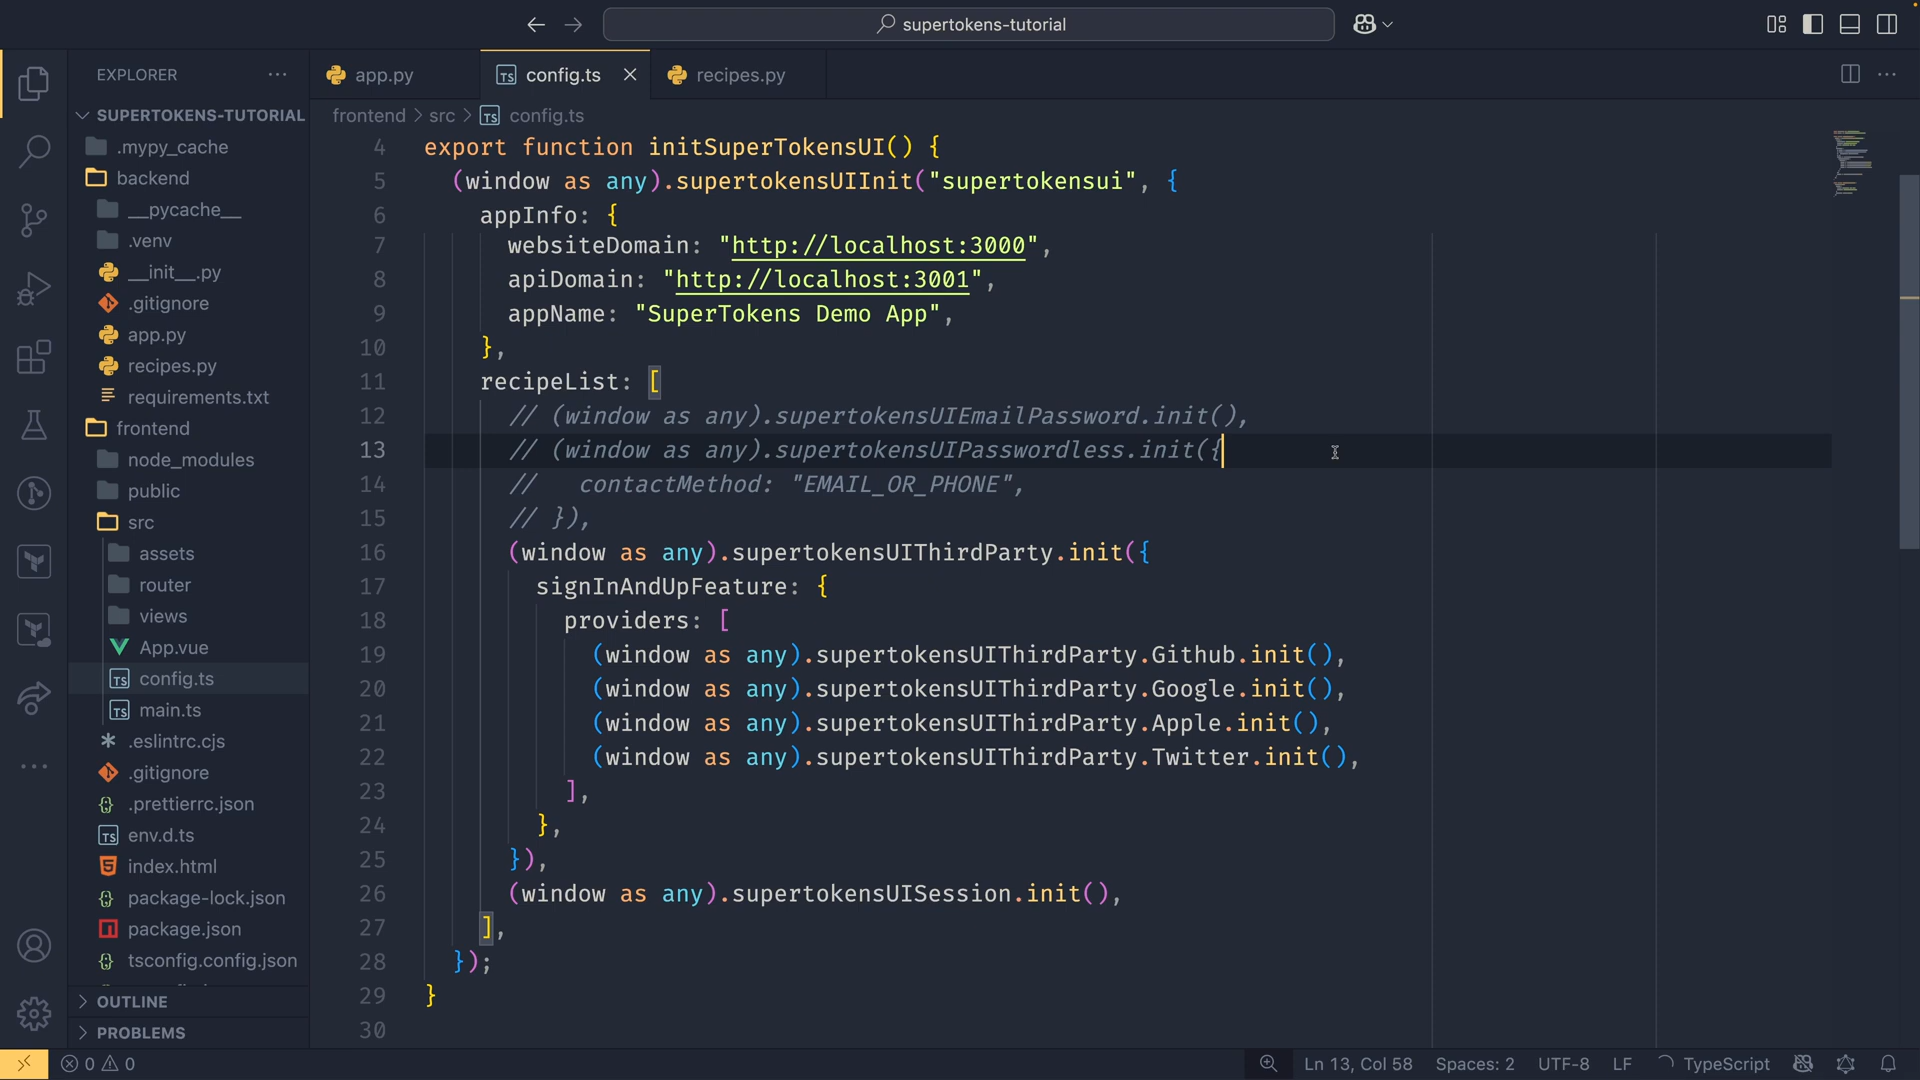 supertokens-tutorial
EXPLORER
app.py
config.ts
recipes.py
SUPERTOKENS-TUTORIAL
.mypy_cache
backend
__pycache__
.venv
__init__.py
.gitignore
app.py
recipes.py
requirements.txt
frontend
node_modules
public
src
assets
router
views
App.vue
config.ts
main.ts
.eslintrc.cjs
.gitignore
.prettierrc.json
env.d.ts
index.html
package-lock.json
package.json
tsconfig.config.json
OUTLINE
PROBLEMS
frontend > src > TS config.ts
4 export function initSuperTokensUI() {
5 (window as any).supertokensUIInit("supertokensui", {
6 appInfo: {
7 websiteDomain: "http://localhost:3000",
8 apiDomain: "http://localhost:3001",
9 appName: "SuperTokens Demo App",
10 },
11 recipeList: [
12 // (window as any).supertokensUIEmailPassword.init(),
13 // (window as any).supertokensUIPasswordless.init({
14 // contactMethod: "EMAIL_OR_PHONE",
15 // }),
16 (window as any).supertokensUIThirdParty.init({
17 signInAndUpFeature: {
18 providers: [
19 (window as any).supertokensUIThirdParty.Github.init(),
20 (window as any).supertokensUIThirdParty.Google.init(),
21 (window as any).supertokensUIThirdParty.Apple.init(),
22 (window as any).supertokensUIThirdParty.Twitter.init(),
23 ],
24 },
25 }),
26 (window as any).supertokensUISession.init(),
27 ],
28 });
29 }
30
0 0
Ln 13, Col 58
Spaces: 2
UTF-8
LF
TypeScript